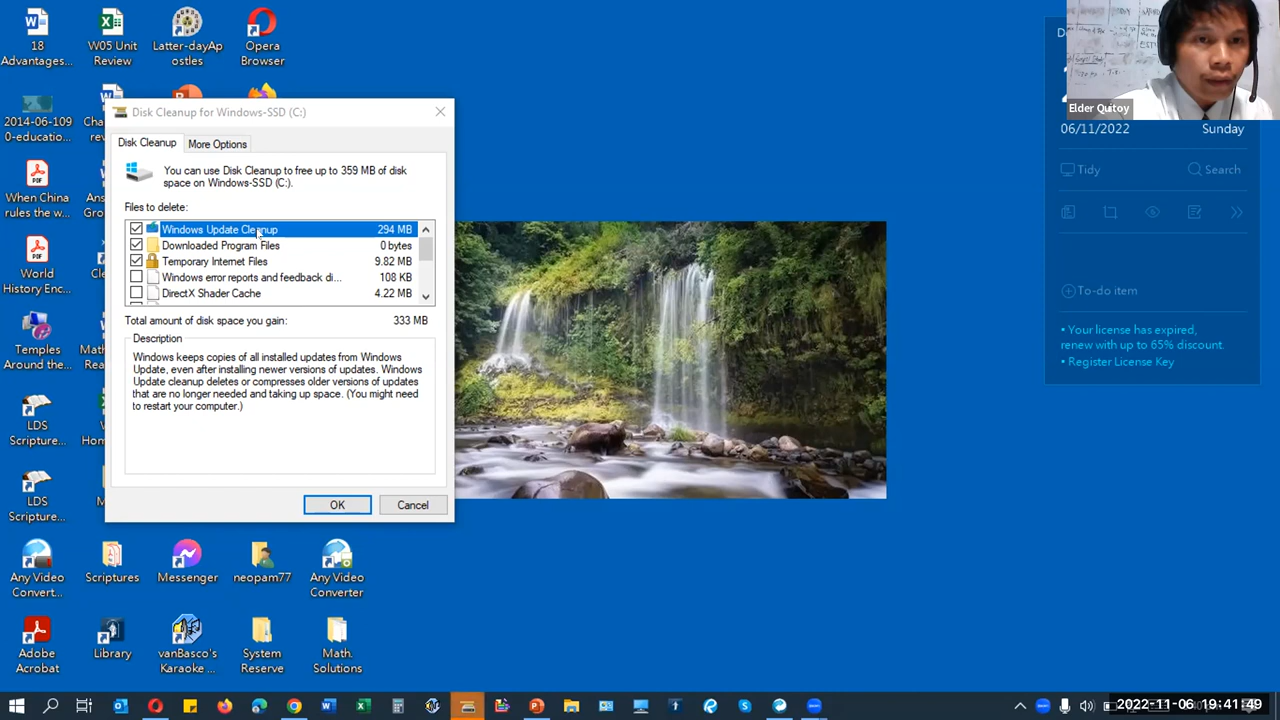 18
Advantages...
W05 Unit
Review
Latter-dayAp
ostles
Opera
Browser
2014-06-109
0-educatio...
When China
rules the w...
World
History Enc...
Temples
Around the...
LDS
Scripture...
LDS
Scripture...
Disk Cleanup for Windows-SSD (C:)
Disk Cleanup
More Options
You can use Disk Cleanup to free up to 359 MB of disk
space on Windows-SSD (C:).
Files to delete:
Windows Update Cleanup 294 MB
Downloaded Program Files 0 bytes
Temporary Internet Files 9.82 MB
Windows error reports and feedback di... 108 KB
DirectX Shader Cache 4.22 MB
Total amount of disk space you gain: 333 MB
Description
Windows keeps copies of all installed updates from Windows
Update, even after installing newer versions of updates. Windows
Update cleanup deletes or compresses older versions of updates
that are no longer needed and taking up space. (You might need
to restart your computer.)
OK
Cancel
Any Video
Convert...
Scriptures
Messenger
neopam77
Any Video
Converter
Adobe
Acrobat
Library
vanBasco's
Karaoke ...
System
Reserve
Math.
Solutions
Elder Quitoy
06/11/2022 Sunday
Tidy
Search
To-do item
• Your license has expired,
renew with up to 65% discount.
• Register License Key
2022-11-06 19:41:49